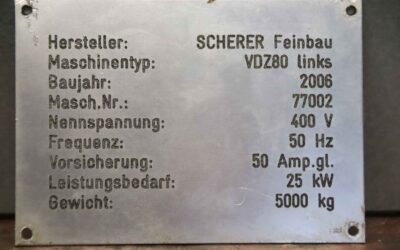 Hersteller: SCHERER Feinbau
Maschinentyp: VDZ80 links
Baujahr: 2006
Masch.Nr.: 77002
Nennspannung: 400 V
Frequenz: 50 Hz
Vorsicherung: 50 Amp.gl.
Leistungsbedarf: 25 kW
Gewicht: 5000 kg